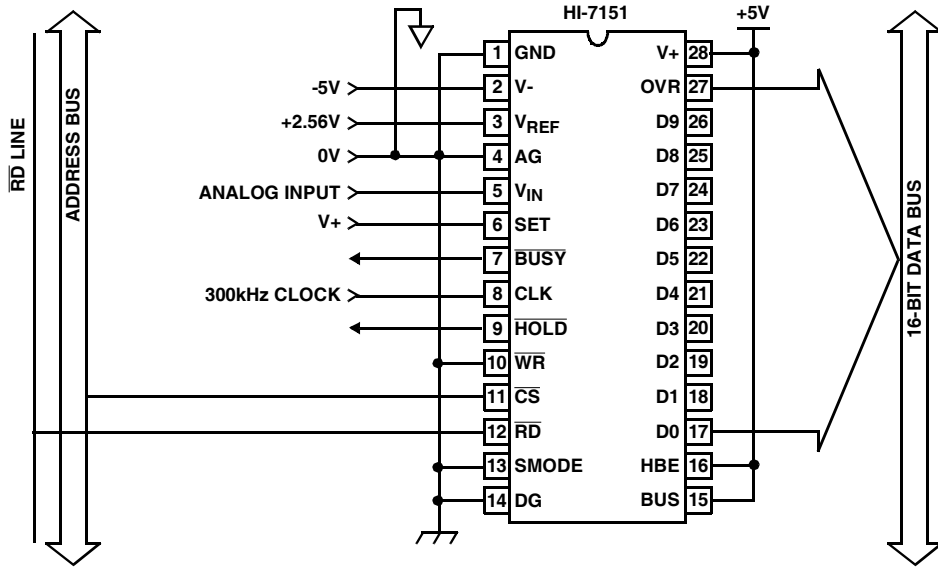 HI-7151
+5V
1 GND
2 V-
3 VREF
4 AG
5 VIN
6 SET
7 BUSY
8 CLK
9 HOLD
10 WR
11 CS
12 RD
13 SMODE
14 DG
V+ 28
OVR 27
D9 26
D8 25
D7 24
D6 23
D5 22
D4 21
D3 20
D2 19
D1 18
D0 17
HBE 16
BUS 15
-5V
+2.56V
0V
ANALOG INPUT
V+
300kHz CLOCK
RD LINE
ADDRESS BUS
16-BIT DATA BUS